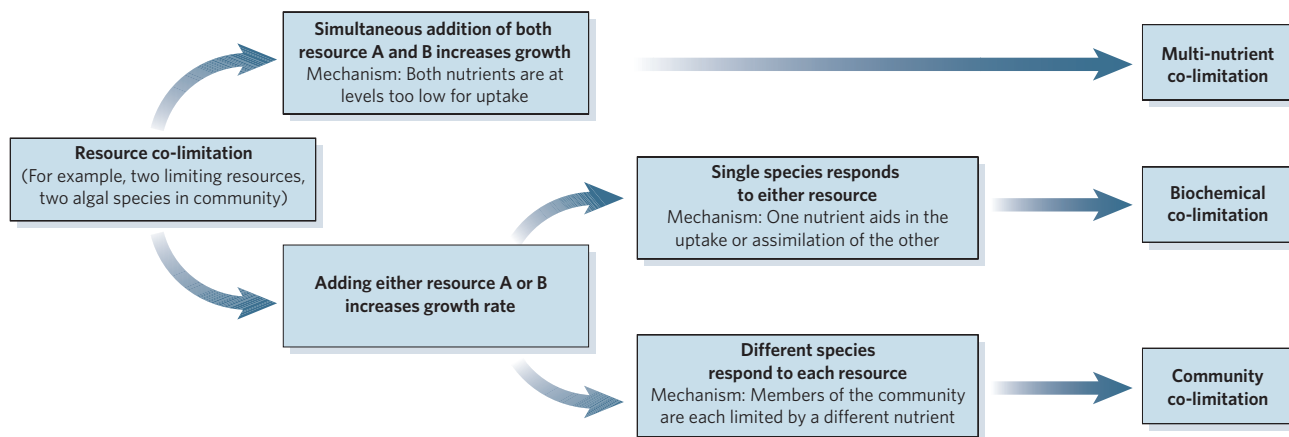 Simultaneous addition of both
resource A and B increases growth
Mechanism: Both nutrients are at
levels too low for uptake
Multi-nutrient
co-limitation
Resource co-limitation
(For example, two limiting resources,
two algal species in community)
Single species responds
to either resource
Mechanism: One nutrient aids in the
uptake or assimilation of the other
Biochemical
co-limitation
Adding either resource A or B
increases growth rate
Different species
respond to each resource
Mechanism: Members of the community
are each limited by a different nutrient
Community
co-limitation